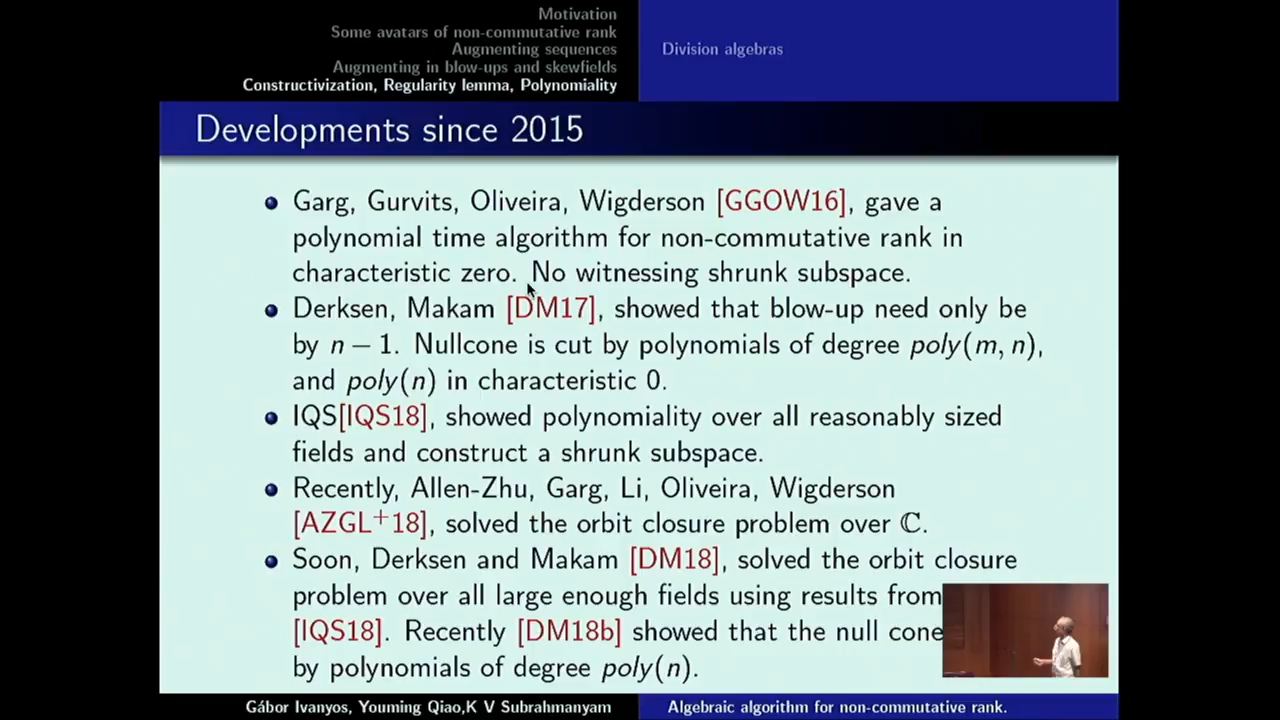 Motivation
Some avatars of non-commutative rank
Augmenting sequences
Augmenting in blow-ups and skewfields
Constructivization, Regularity lemma, Polynomiality
Division algebras
Developments since 2015
Garg, Gurvits, Oliveira, Wigderson [GGOW16], gave a
polynomial time algorithm for non-commutative rank in
characteristic zero. No witnessing shrunk subspace.
Derksen, Makam [DM17], showed that blow-up need only be
by n − 1. Nullcone is cut by polynomials of degree poly(m, n),
and poly(n) in characteristic 0.
IQS[IQS18], showed polynomiality over all reasonably sized
fields and construct a shrunk subspace.
Recently, Allen-Zhu, Garg, Li, Oliveira, Wigderson
[AZGL+18], solved the orbit closure problem over ℂ.
Soon, Derksen and Makam [DM18], solved the orbit closure
problem over all large enough fields using results from
[IQS18]. Recently [DM18b] showed that the null cone
by polynomials of degree poly(n).
Gábor Ivanyos, Youming Qiao,K V Subrahmanyam
Algebraic algorithm for non-commutative rank.